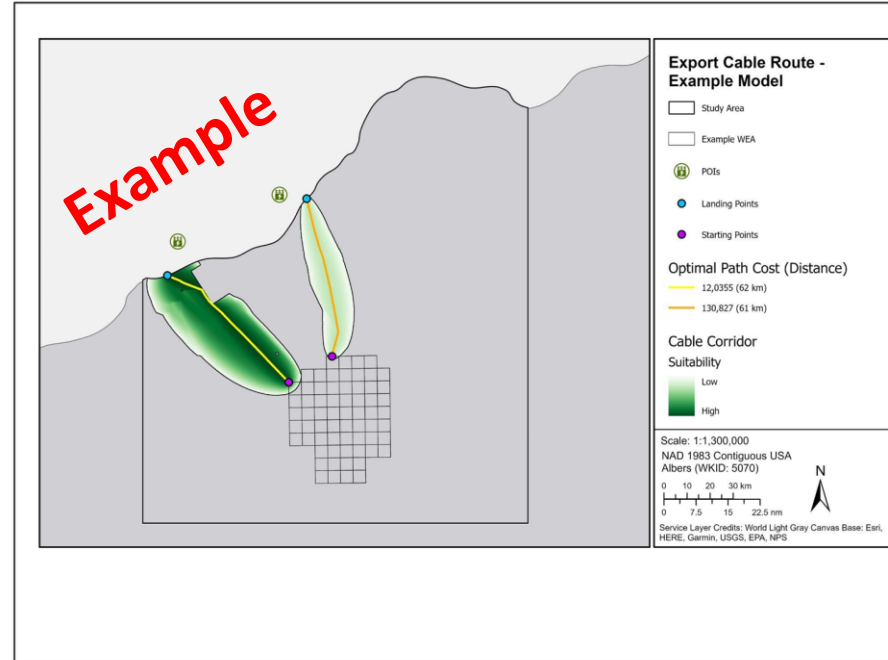 Example
Export Cable Route -
Example Model
Study Area
Example WEA
POIs
Landing Points
Starting Points
Optimal Path Cost (Distance)
12,0355 (62 km)
130,827 (61 km)
Cable Corridor
Suitability
Low
High
Scale: 1:1,300,000
NAD 1983 Contiguous USA
Albers (WKID: 5070)
N
0 10 20 30 km
0 7.5 15 22.5 nm
Service Layer Credits: World Light Gray Canvas Base: Esri,
HERE, Garmin, USGS, EPA, NPS